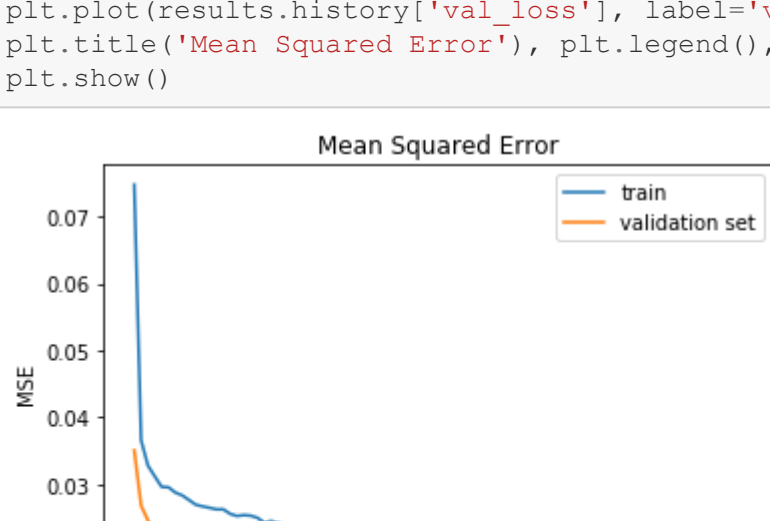 plt.plot(results.history['val_loss'], label='v
plt.title('Mean Squared Error'), plt.legend(),
plt.show()
Mean Squared Error
train
validation set
0.07
0.06
0.05
MSE
0.04
0.03